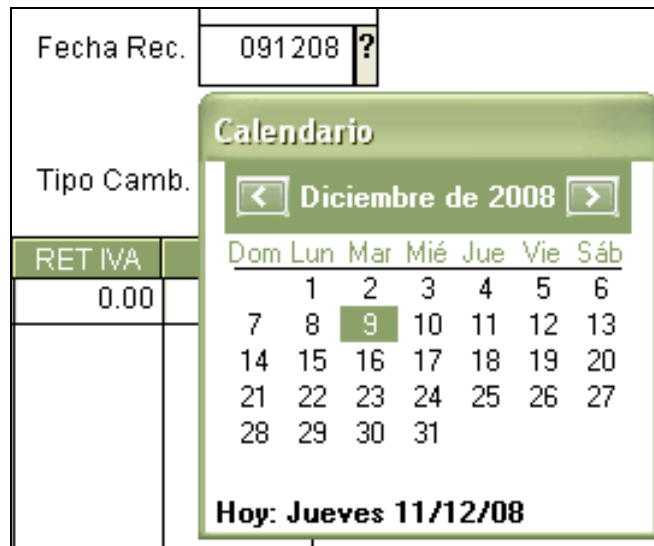 Fecha Rec. 091208 ?
Calendario
Tipo Camb.
< Diciembre de 2008 >
Dom Lun Mar Mié Jue Vie Sáb
RET IVA
1 2 3 4 5 6
0.00
7 8 9 10 11 12 13
14 15 16 17 18 19 20
21 22 23 24 25 26 27
28 29 30 31
Hoy: Jueves 11/12/08